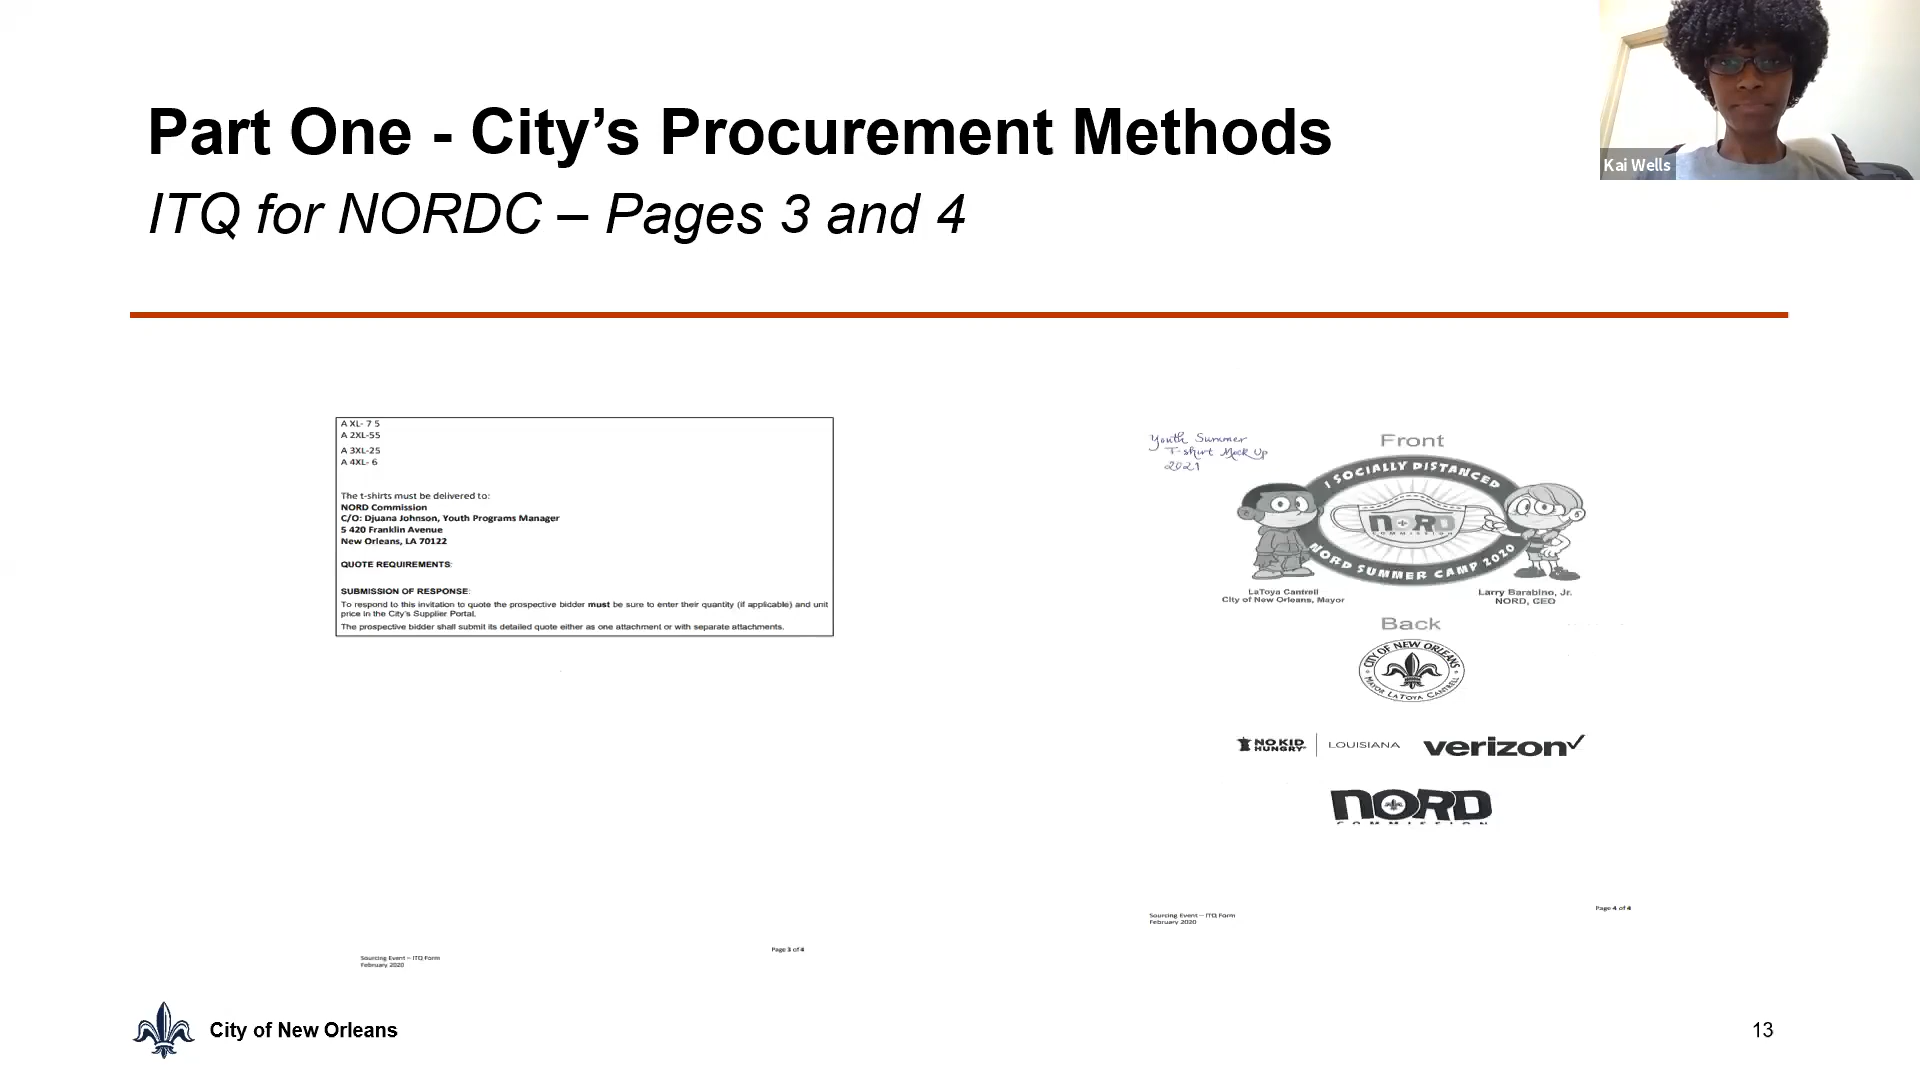 Part One - City’s Procurement Methods
ITQ for NORDC – Pages 3 and 4
Kai Wells
A XL- 7 5
A 2XL-55
A 3XL-25
A 4XL- 6
The t-shirts must be delivered to:
NORD Commission
C/O: Djuana Johnson, Youth Programs Manager
5 420 Franklin Avenue
New Orleans, LA 70122
QUOTE REQUIREMENTS:
SUBMISSION OF RESPONSE:
To respond to this invitation to quote the prospective bidder must be sure to enter their quantity (if applicable) and unit
price in the City's Supplier Portal.
The prospective bidder shall submit its detailed quote either as one attachment or with separate attachments.
Page 3 of 4
Sourcing Event – ITQ Form
February 2020
Youth Summer
T-shirt Mock Up
2021
Front
I SOCIALLY DISTANCED
NORD
COMMISSION
NORD SUMMER CAMP 2020
LaToya Cantrell
City of New Orleans, Mayor
Larry Barabino, Jr.
NORD, CEO
Back
CITY OF NEW ORLEANS
MAYOR LATOYA CANTRELL
NO KID
HUNGRY
LOUISIANA
verizon✓
NORD
COMMISSION
Page 4 of 4
Sourcing Event – ITQ Form
February 2020
City of New Orleans
13